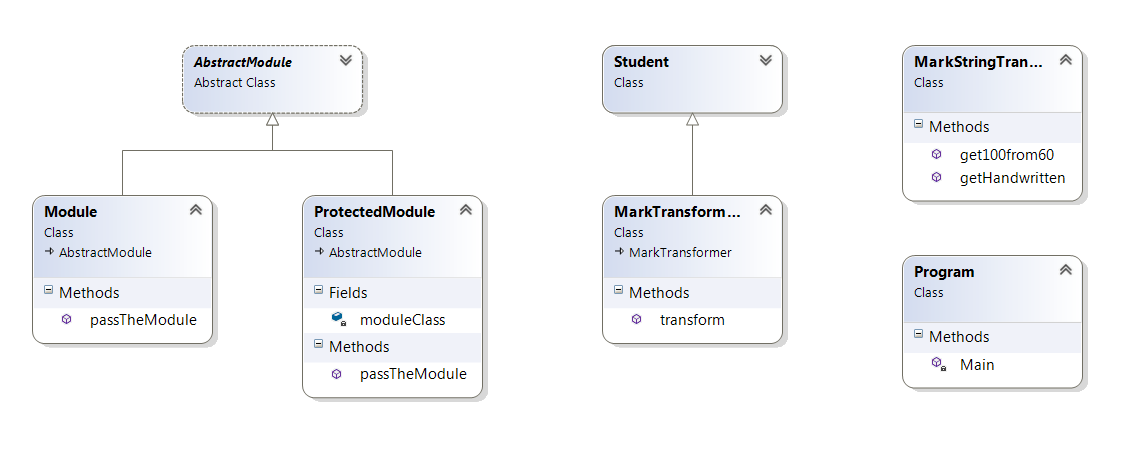 AbstractModule
Abstract Class
Student
Class
MarkStringTran...
Class
Methods
get100from60
getHandwritten
Module
Class
AbstractModule
Methods
passTheModule
ProtectedModule
Class
AbstractModule
Fields
moduleClass
Methods
passTheModule
MarkTransform...
Class
MarkTransformer
Methods
transform
Program
Class
Methods
Main